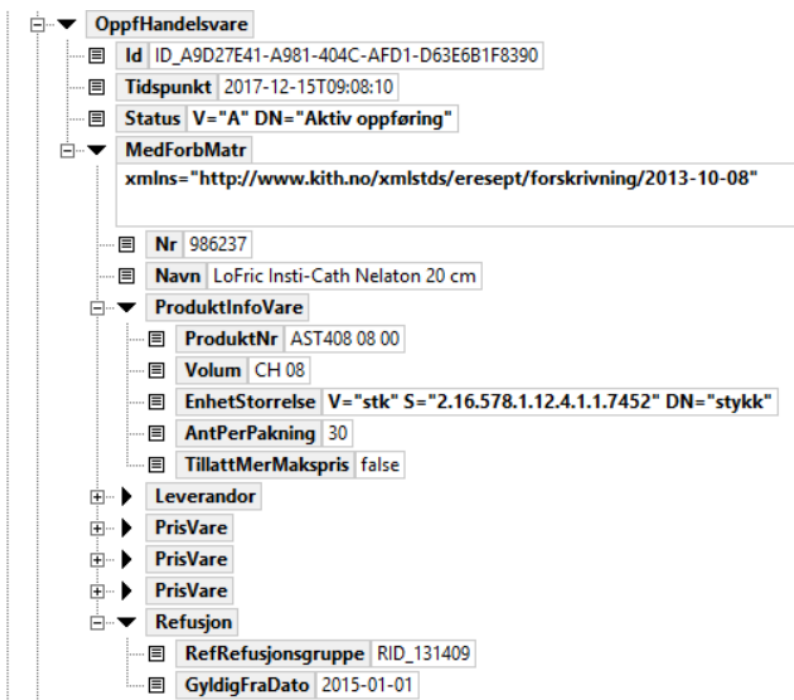 OppfHandelsvare
Id ID_A9D27E41-A981-404C-AFD1-D63E6B1F8390
Tidspunkt 2017-12-15T09:08:10
Status V="A" DN="Aktiv oppføring"
MedForbMatr
xmlns="http://www.kith.no/xmlstds/eresept/forskrivning/2013-10-08"
Nr 986237
Navn LoFric Insti-Cath Nelaton 20 cm
ProduktInfoVare
ProduktNr AST408 08 00
Volum CH 08
EnhetStorrelse V="stk" S="2.16.578.1.12.4.1.1.7452" DN="stykk"
AntPerPakning 30
TillattMerMakspris false
Leverandor
PrisVare
PrisVare
PrisVare
Refusjon
RefRefusjonsgruppe RID_131409
GyldigFraDato 2015-01-01